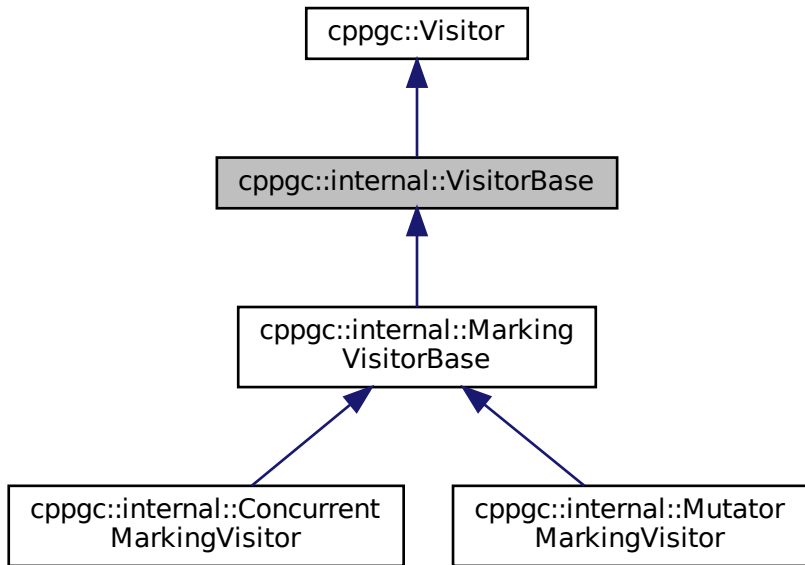 cppgc::Visitor
cppgc::internal::VisitorBase
cppgc::internal::Marking
VisitorBase
cppgc::internal::Concurrent
MarkingVisitor
cppgc::internal::Mutator
MarkingVisitor